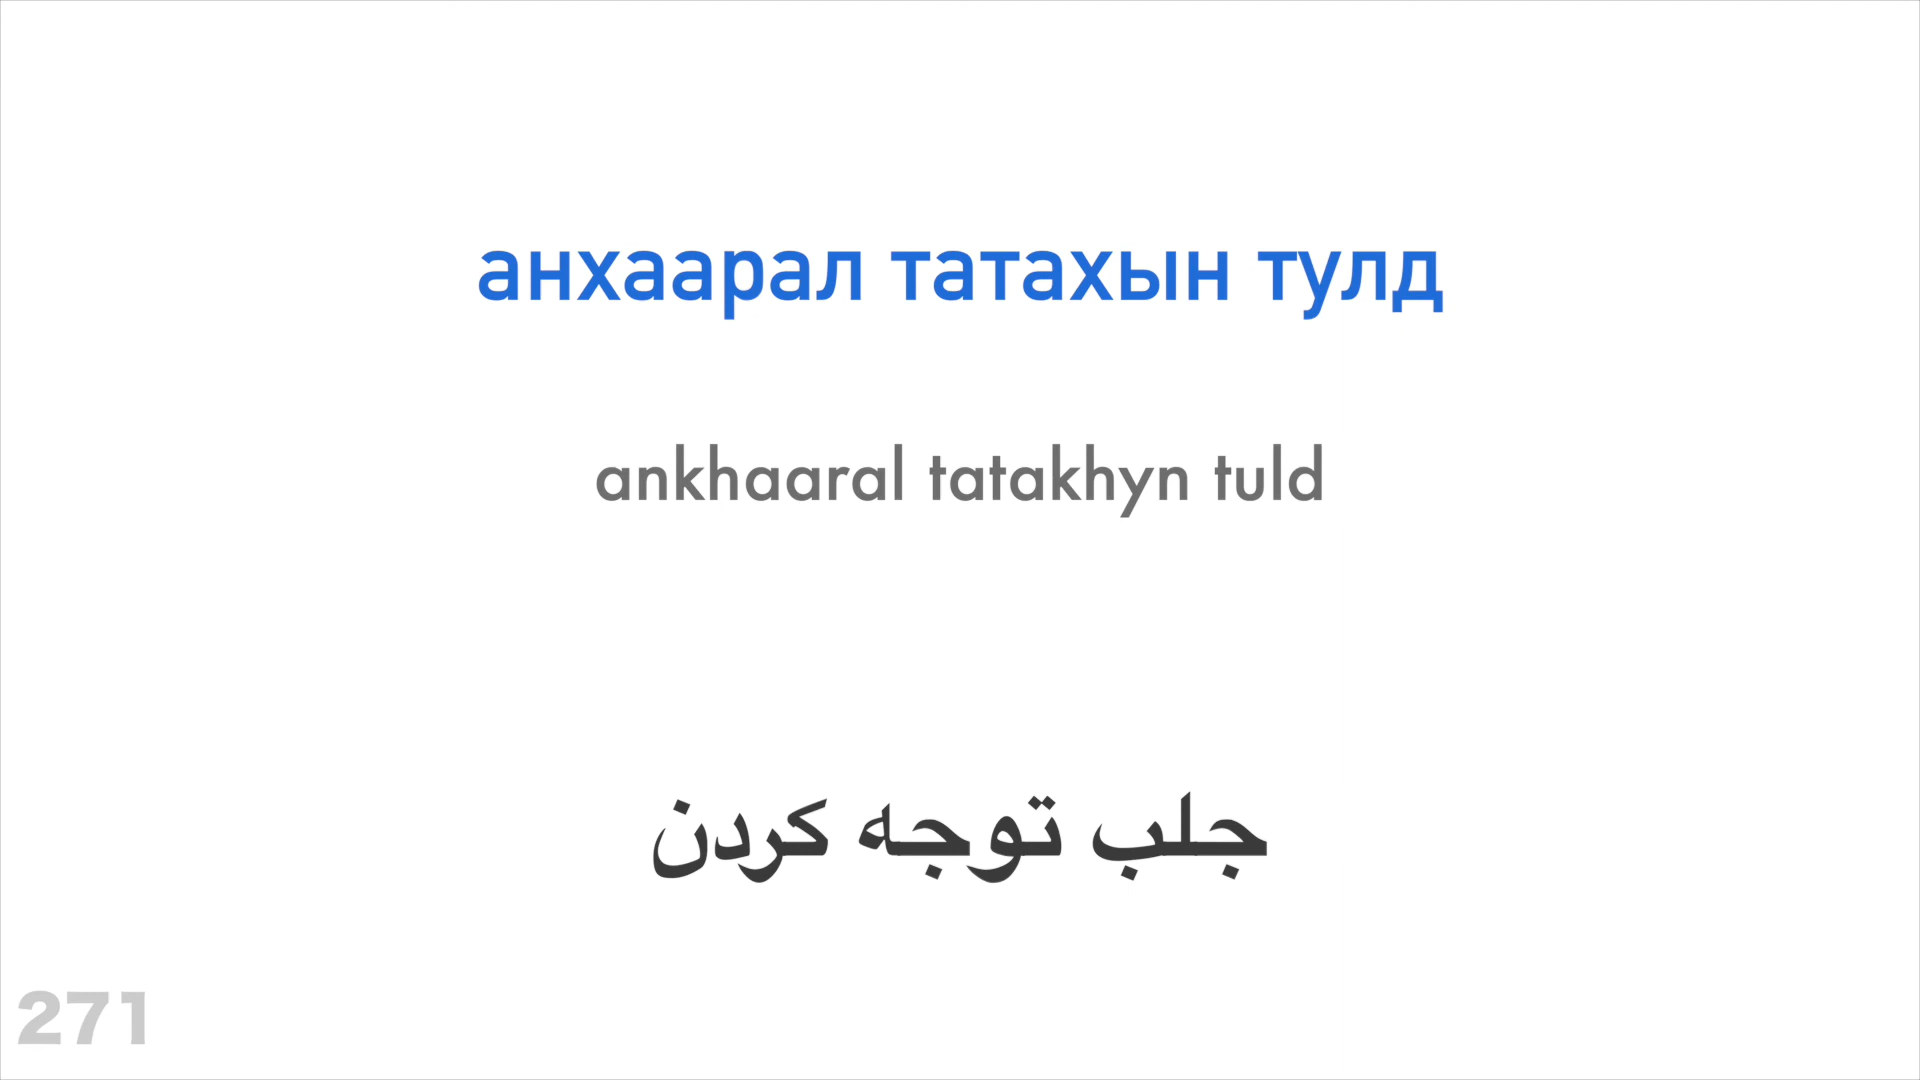 анхаарал татахын тулд
ankhaaral tatakhyn tuld
جلب توجه کردن
271